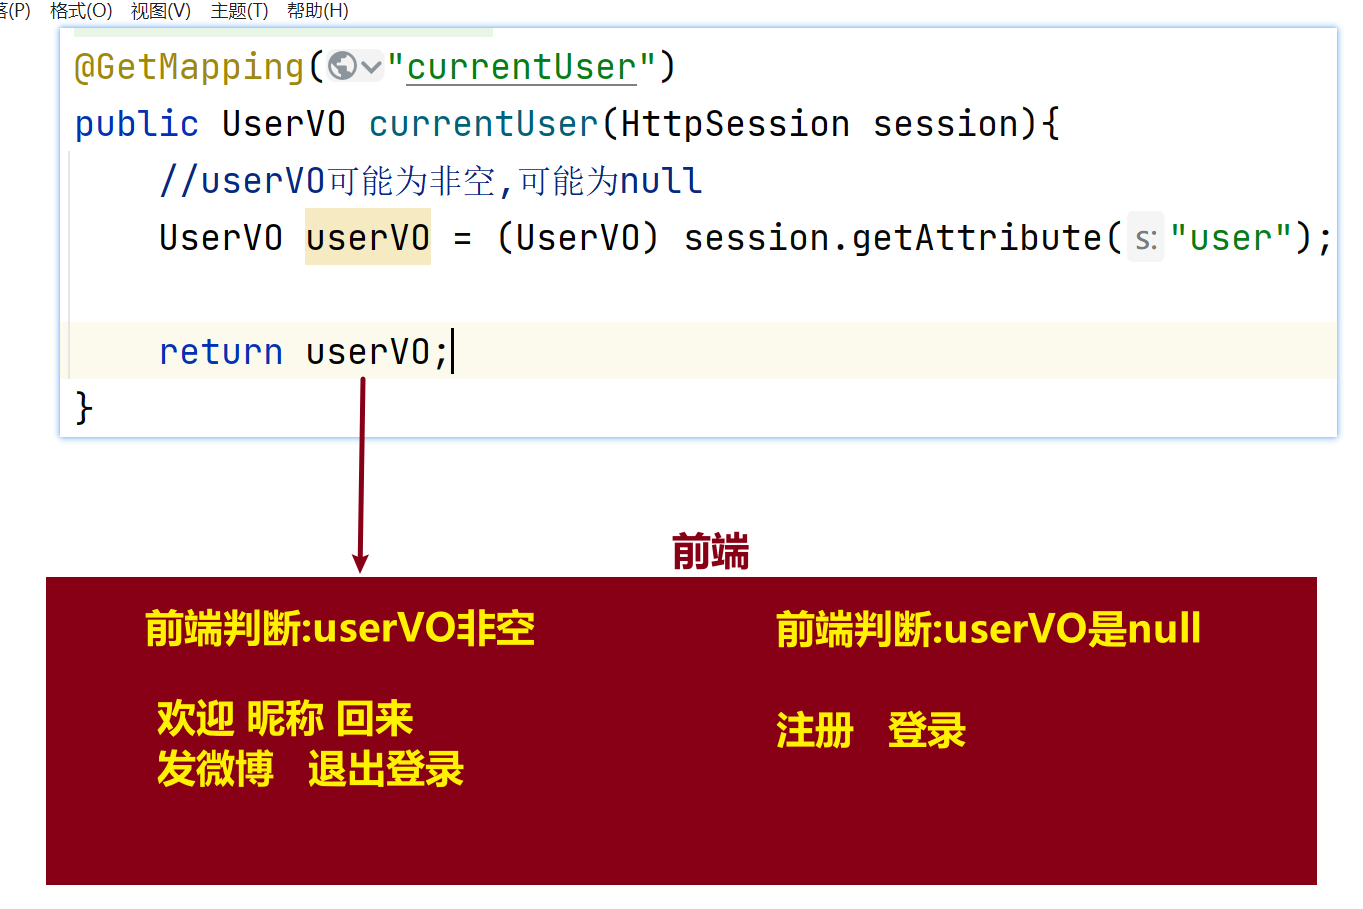 落(P) 格式(O) 视图(V) 主题(T) 帮助(H)
@GetMapping("currentUser")
public UserVO currentUser(HttpSession session){
//userVO可能为非空,可能为null
UserVO userVO = (UserVO) session.getAttribute( s: "user");
return userVO;
}
前端
前端判断:userVO非空
欢迎 昵称 回来
发微博 退出登录
前端判断:userVO是null
注册 登录